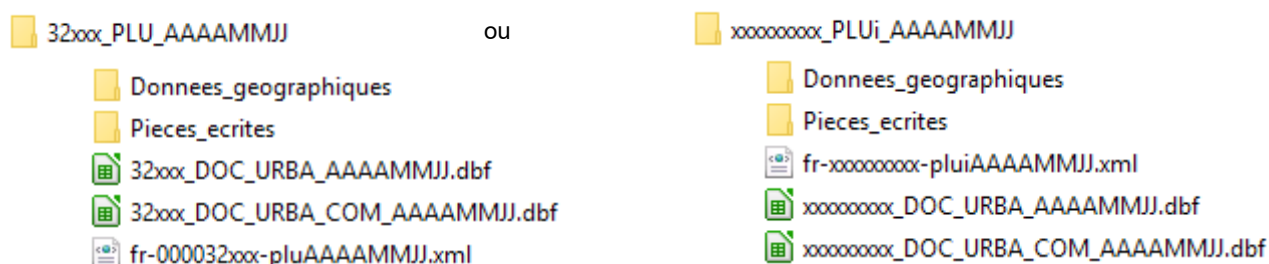 32xxx_PLU_AAAAMMJJ
Donnees_geographiques
Pieces_ecrites
32xxx_DOC_URBA_AAAAMMJJ.dbf
32xxx_DOC_URBA_COM_AAAAMMJJ.dbf
fr-000032xxx-pluAAAAMMJJ.xml
ou
xxxxxxxxx_PLUi_AAAAMMJJ
Donnees_geographiques
Pieces_ecrites
fr-xxxxxxxxx-pluiAAAAMMJJ.xml
xxxxxxxxx_DOC_URBA_AAAAMMJJ.dbf
xxxxxxxxx_DOC_URBA_COM_AAAAMMJJ.dbf